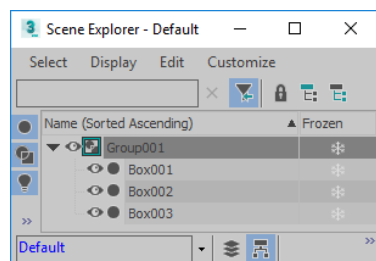 Scene Explorer - Default
Select Display Edit Customize
Name (Sorted Ascending) Frozen
Group001
Box001
Box002
Box003
Default